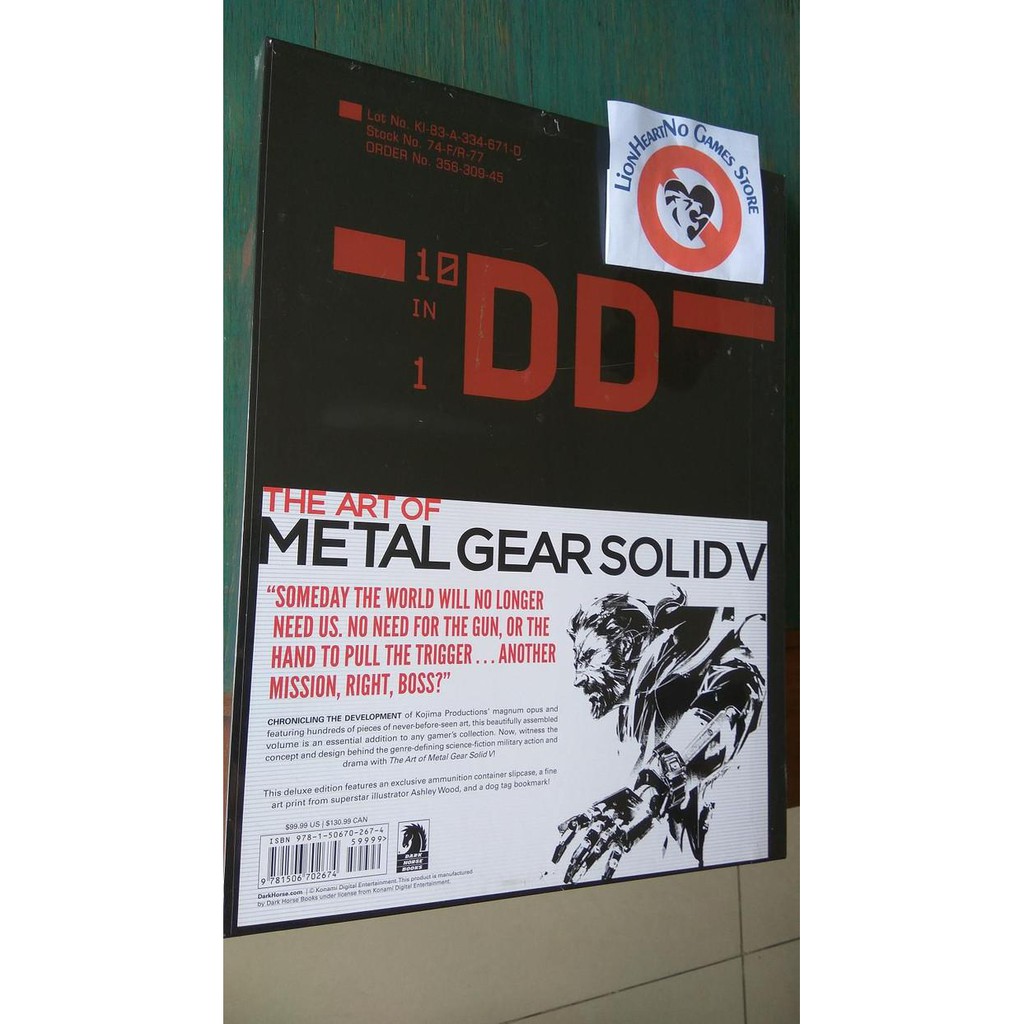 Lot No. KI-83-A-334-671-D
Stock No. 74-F/R-77
ORDER No. 356-309-45
LIONHEARTNO GAMES STORE
10
IN
1
DD
THE ART OF
METAL GEAR SOLID V
“SOMEDAY THE WORLD WILL NO LONGER
NEED US. NO NEED FOR THE GUN, OR THE
HAND TO PULL THE TRIGGER . . . ANOTHER
MISSION, RIGHT, BOSS?”
CHRONICLING THE DEVELOPMENT of Kojima Productions’ magnum opus and
featuring hundreds of pieces of never-before-seen art, this beautifully assembled
volume is an essential addition to any gamer’s collection. Now, witness the
concept and design behind the genre-defining science-fiction military action and
drama with The Art of Metal Gear Solid V!
This deluxe edition features an exclusive ammunition container slipcase, a fine
art print from superstar illustrator Ashley Wood, and a dog tag bookmark!
$99.99 US | $130.99 CAN
ISBN 978-1-50670-267-4
59999>
9 781506 702674
DARK
HORSE
BOOKS
DarkHorse.com | © Konami Digital Entertainment. This product is manufactured
by Dark Horse Books under license from Konami Digital Entertainment.